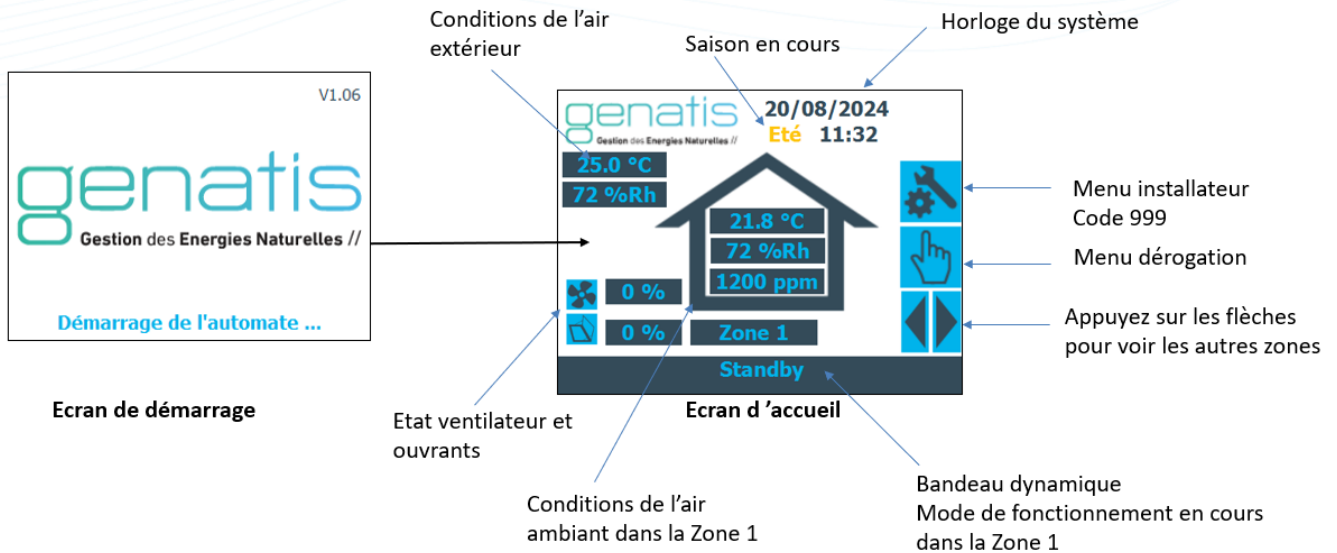 Conditions de l'air
extérieur
Saison en cours
Horloge du système
V1.06
genatis
Gestion des Energies Naturelles //
Démarrage de l'automate ...
Ecran de démarrage
genatis
Gestion des Energies Naturelles //
20/08/2024
Eté 11:32
25.0 °C
72 %Rh
21.8 °C
72 %Rh
1200 ppm
0 %
0 %
Zone 1
Standby
Ecran d ’accueil
Menu installateur
Code 999
Menu dérogation
Appuyez sur les flèches
pour voir les autres zones
Etat ventilateur et
ouvrants
Conditions de l’air
ambiant dans la Zone 1
Bandeau dynamique
Mode de fonctionnement en cours
dans la Zone 1